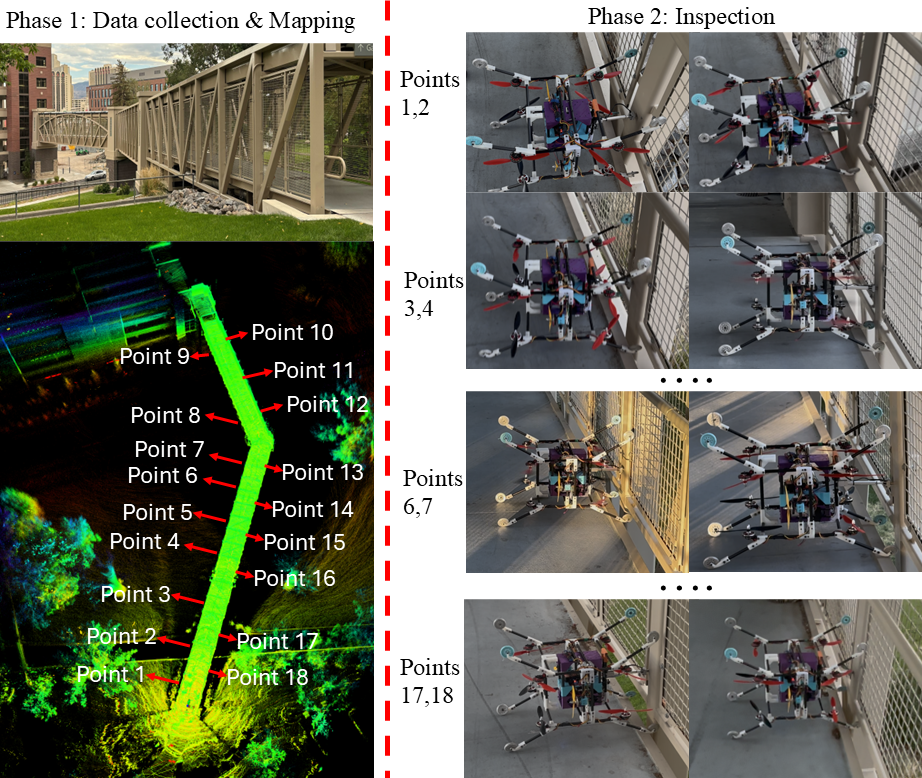 Phase 1: Data collection & Mapping
Point 10
Point 9
Point 11
Point 12
Point 8
Point 7
Point 13
Point 6
Point 14
Point 5
Point 15
Point 4
Point 16
Point 3
Point 2
Point 17
Point 1
Point 18
Phase 2: Inspection
Points
1,2
Points
3,4
. . . .
Points
6,7
. . . .
Points
17,18